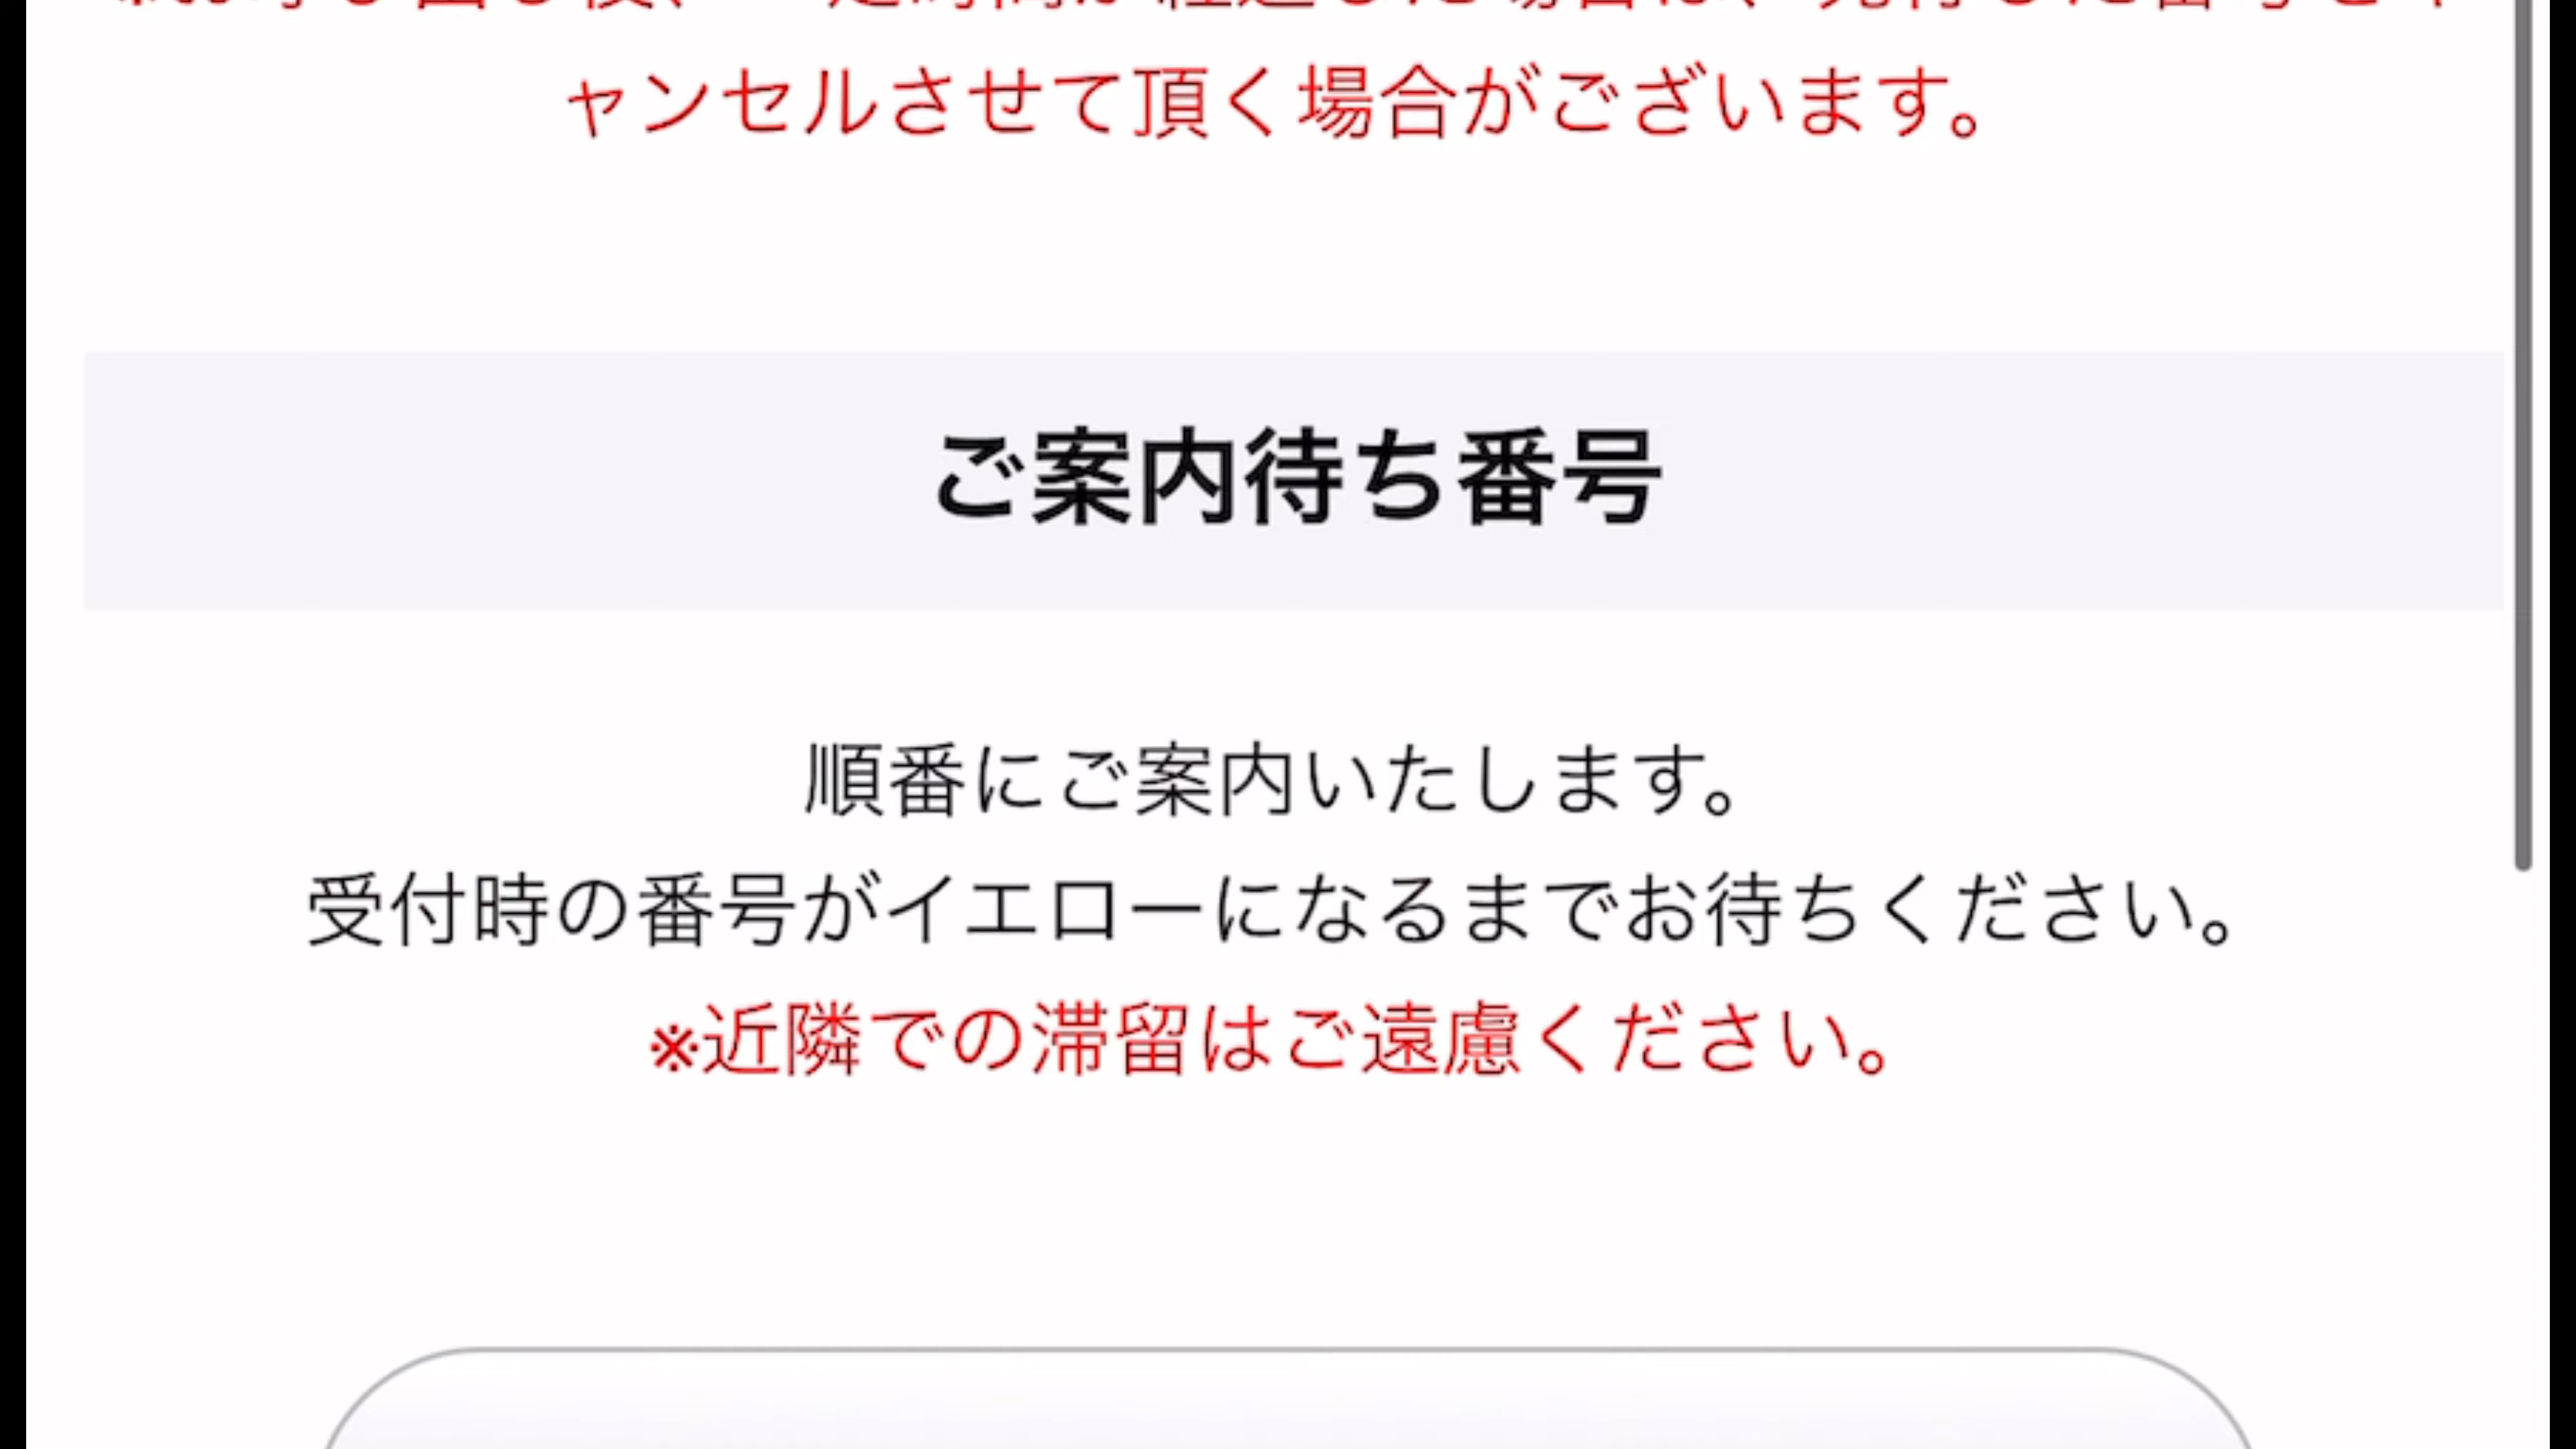 ャンセルさせて頂く場合がございます。
ご案内待ち番号
順番にご案内いたします。
受付時の番号がイエローになるまでお待ちください。
※近隣での滞留はご遠慮ください。